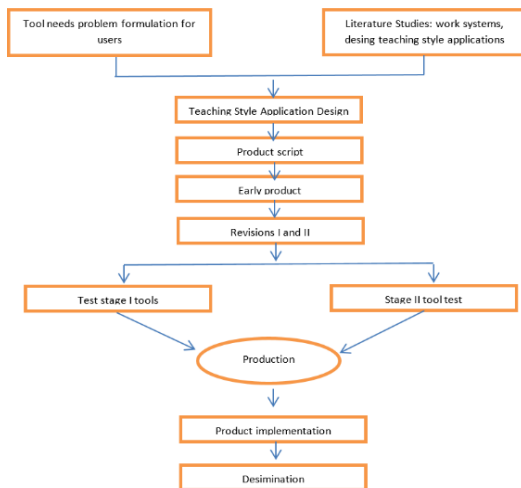 Tool needs problem formulation for
users
Literature Studies: work systems,
desing teaching style applications
Teaching Style Application Design
Product script
Early product
Revisions I and II
Test stage I tools
Stage II tool test
Production
Product implementation
Desimination